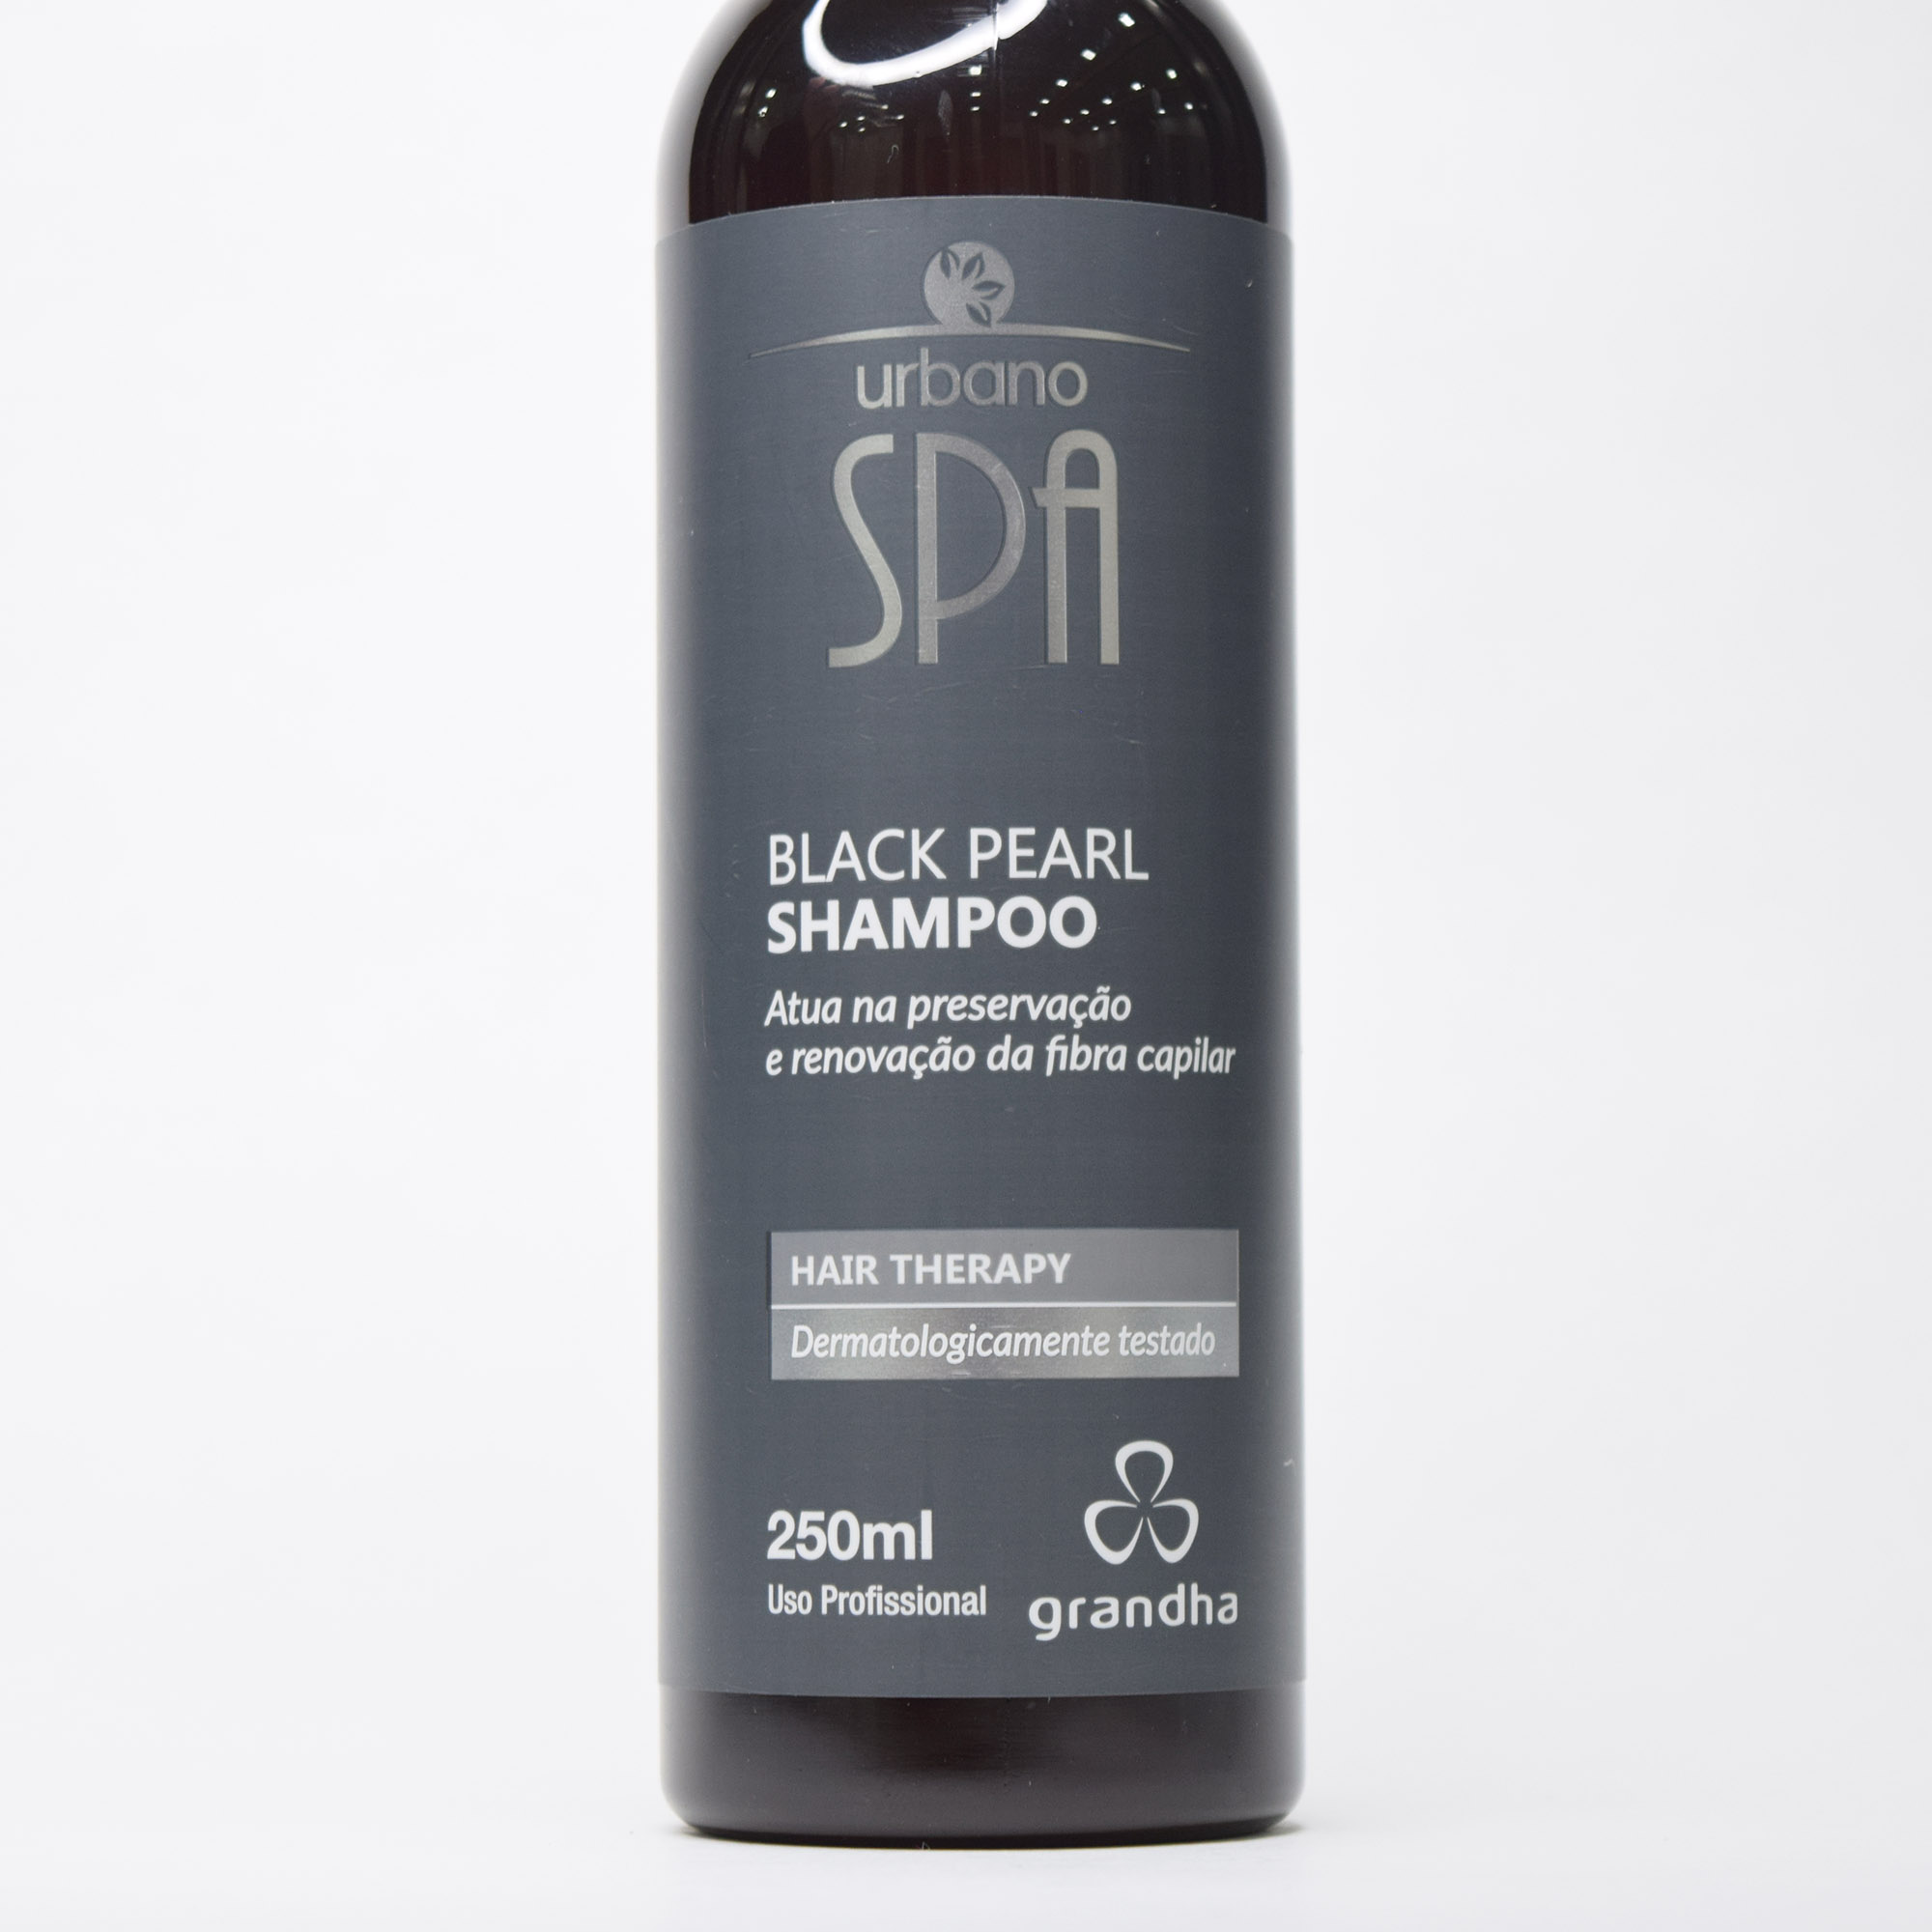 urbano
SPA
BLACK PEARL
SHAMPOO
Atua na preservação
e renovação da fibra capilar
HAIR THERAPY
Dermatologicamente testado
250ml
Uso Profissional
grandha